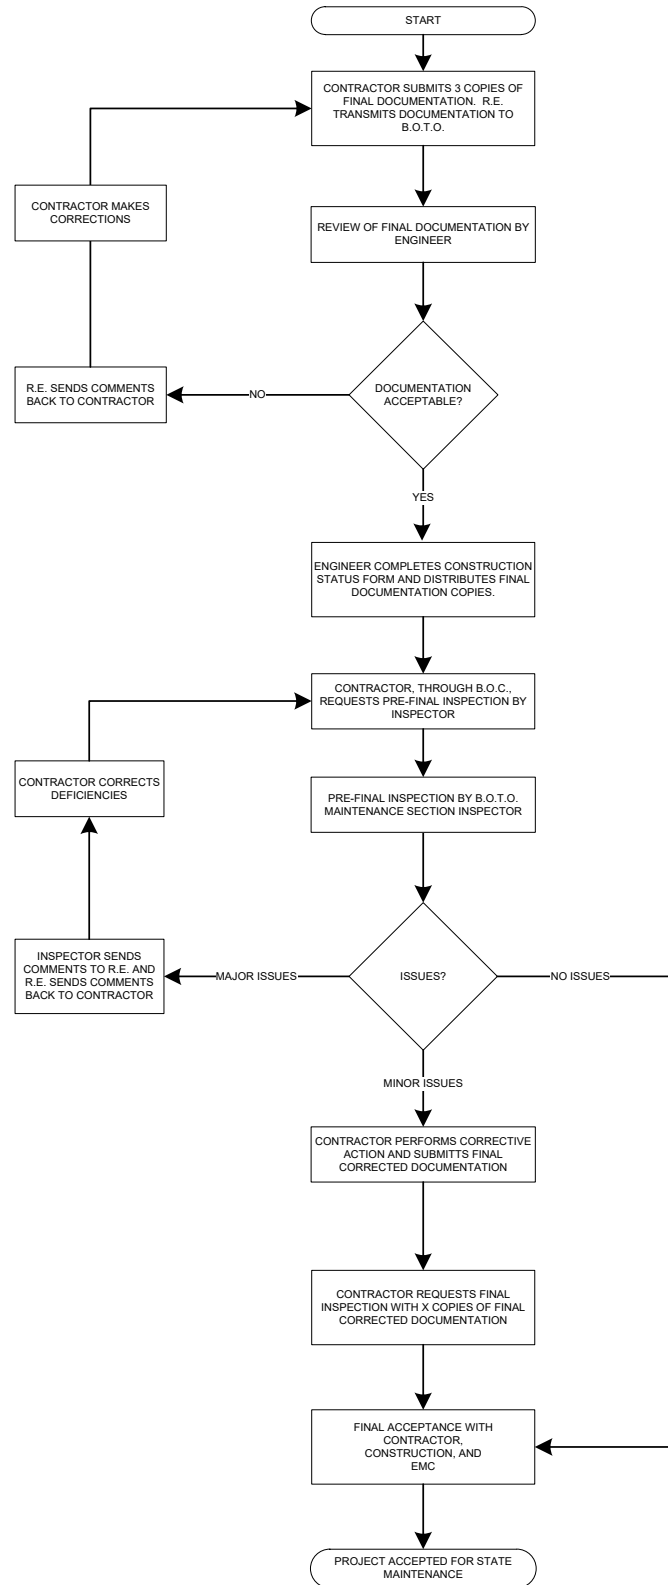 START
CONTRACTOR SUBMITS 3 COPIES OF
FINAL DOCUMENTATION. R.E.
TRANSMITS DOCUMENTATION TO
B.O.T.O.
CONTRACTOR MAKES
CORRECTIONS
REVIEW OF FINAL DOCUMENTATION BY
ENGINEER
R.E. SENDS COMMENTS
BACK TO CONTRACTOR
NO
DOCUMENTATION
ACCEPTABLE?
YES
ENGINEER COMPLETES CONSTRUCTION
STATUS FORM AND DISTRIBUTES FINAL
DOCUMENTATION COPIES.
CONTRACTOR, THROUGH B.O.C.,
REQUESTS PRE-FINAL INSPECTION BY
INSPECTOR
CONTRACTOR CORRECTS
DEFICIENCIES
PRE-FINAL INSPECTION BY B.O.T.O.
MAINTENANCE SECTION INSPECTOR
INSPECTOR SENDS
COMMENTS TO R.E. AND
R.E. SENDS COMMENTS
BACK TO CONTRACTOR
MAJOR ISSUES
ISSUES?
NO ISSUES
MINOR ISSUES
CONTRACTOR PERFORMS CORRECTIVE
ACTION AND SUBMITTS FINAL
CORRECTED DOCUMENTATION
CONTRACTOR REQUESTS FINAL
INSPECTION WITH X COPIES OF FINAL
CORRECTED DOCUMENTATION
FINAL ACCEPTANCE WITH
CONTRACTOR,
CONSTRUCTION, AND
EMC
PROJECT ACCEPTED FOR STATE
MAINTENANCE